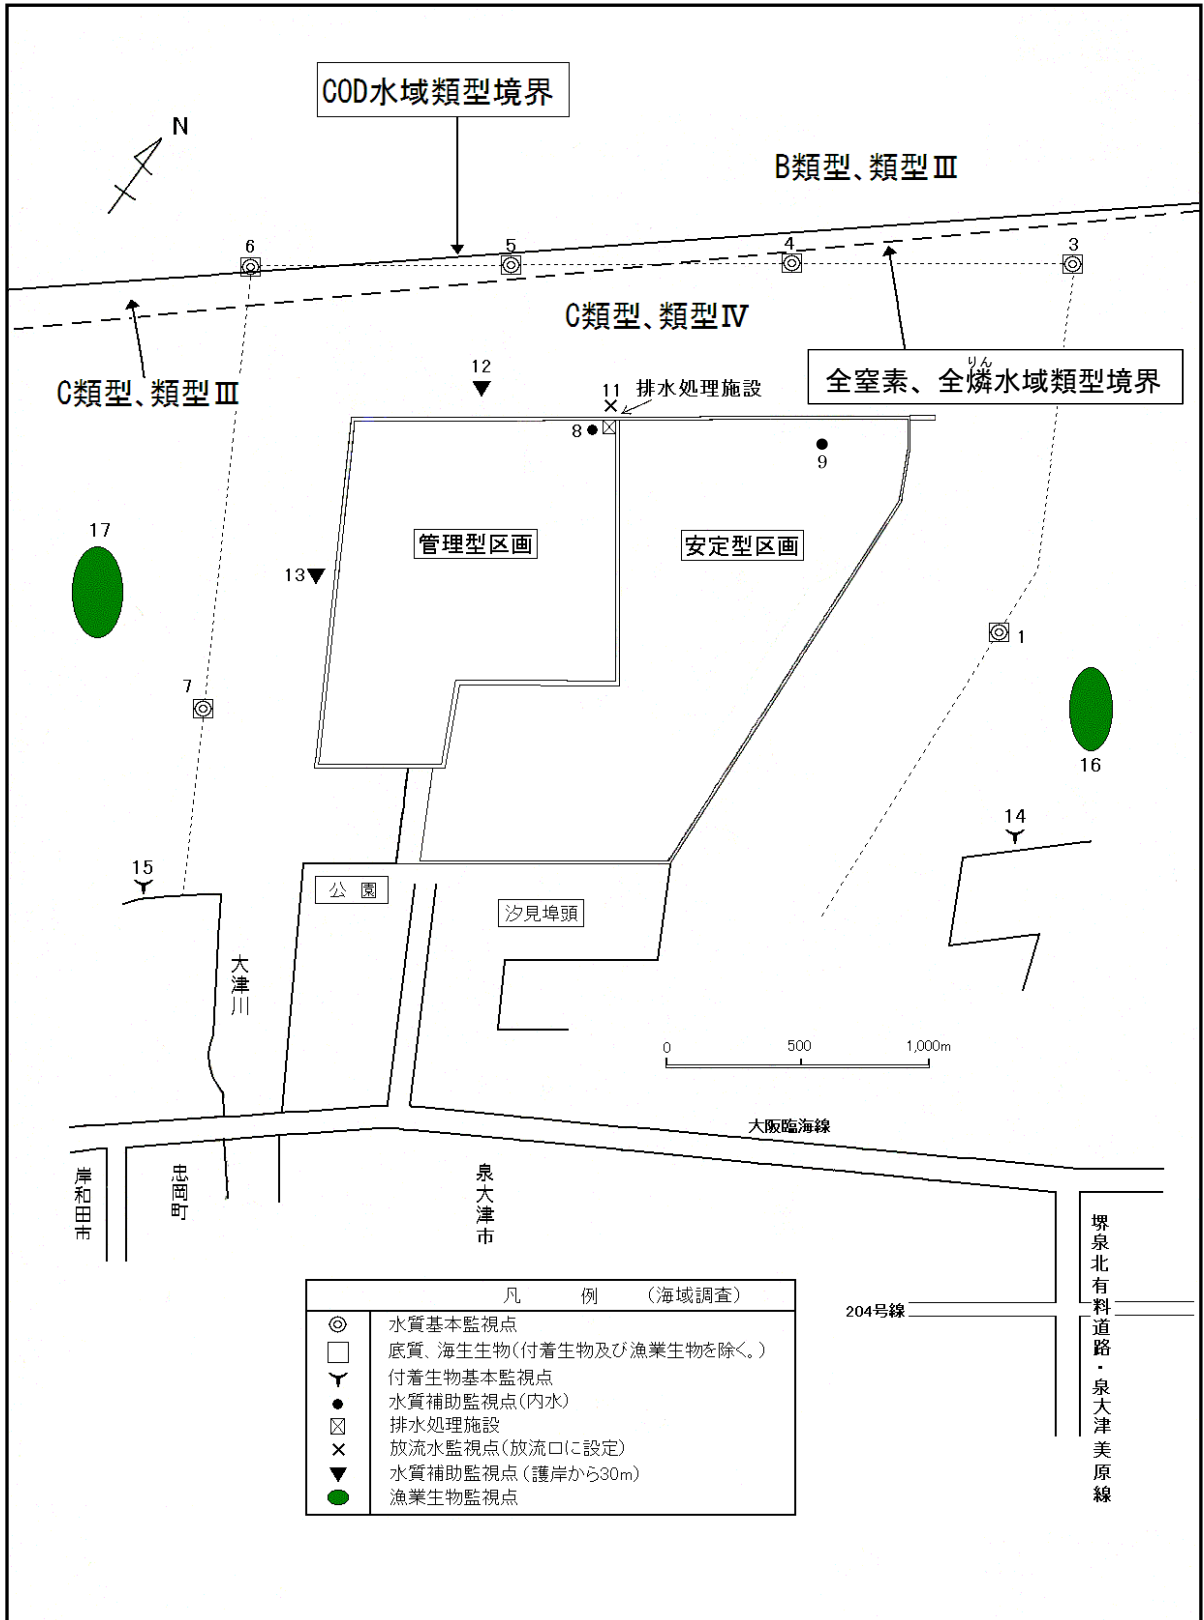 COD水域類型境界
N
B類型、類型Ⅲ
6
5
4
3
C類型、類型Ⅳ
りん
全窒素、全燐水域類型境界
C類型、類型Ⅲ
12
11
排水処理施設
8
9
17
管理型区画
安定型区画
13
1
7
16
14
15
公園
汐見埠頭
大津川
0 500 1,000m
大阪臨海線
岸和田市
忠岡町
泉大津市
堺泉北有料道路・泉大津美原線
204号線
凡 例 (海域調査)
水質基本監視点
底質、海生生物(付着生物及び漁業生物を除く。)
付着生物基本監視点
水質補助監視点(内水)
排水処理施設
放流水監視点(放流口に設定)
水質補助監視点(護岸から30m)
漁業生物監視点